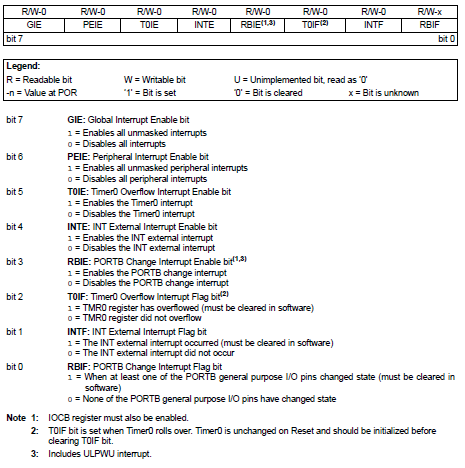 R/W-0 R/W-0 R/W-0 R/W-0 R/W-0 R/W-0 R/W-0 R/W-x
GIE PEIE T0IE INTE RBIE(1,3) T0IF(2) INTF RBIF
bit 7 bit 0
Legend:
R = Readable bit W = Writable bit U = Unimplemented bit, read as '0'
-n = Value at POR '1' = Bit is set '0' = Bit is cleared x = Bit is unknown
bit 7 GIE: Global Interrupt Enable bit
1 = Enables all unmasked interrupts
0 = Disables all interrupts
bit 6 PEIE: Peripheral Interrupt Enable bit
1 = Enables all unmasked peripheral interrupts
0 = Disables all peripheral interrupts
bit 5 T0IE: Timer0 Overflow Interrupt Enable bit
1 = Enables the Timer0 interrupt
0 = Disables the Timer0 interrupt
bit 4 INTE: INT External Interrupt Enable bit
1 = Enables the INT external interrupt
0 = Disables the INT external interrupt
bit 3 RBIE: PORTB Change Interrupt Enable bit(1,3)
1 = Enables the PORTB change interrupt
0 = Disables the PORTB change interrupt
bit 2 T0IF: Timer0 Overflow Interrupt Flag bit(2)
1 = TMR0 register has overflowed (must be cleared in software)
0 = TMR0 register did not overflow
bit 1 INTF: INT External Interrupt Flag bit
1 = The INT external interrupt occurred (must be cleared in software)
0 = The INT external interrupt did not occur
bit 0 RBIF: PORTB Change Interrupt Flag bit
1 = When at least one of the PORTB general purpose I/O pins changed state (must be cleared in
software)
0 = None of the PORTB general purpose I/O pins have changed state
Note 1: IOCB register must also be enabled.
2: T0IF bit is set when Timer0 rolls over. Timer0 is unchanged on Reset and should be initialized before
clearing T0IF bit.
3: Includes ULPWU interrupt.